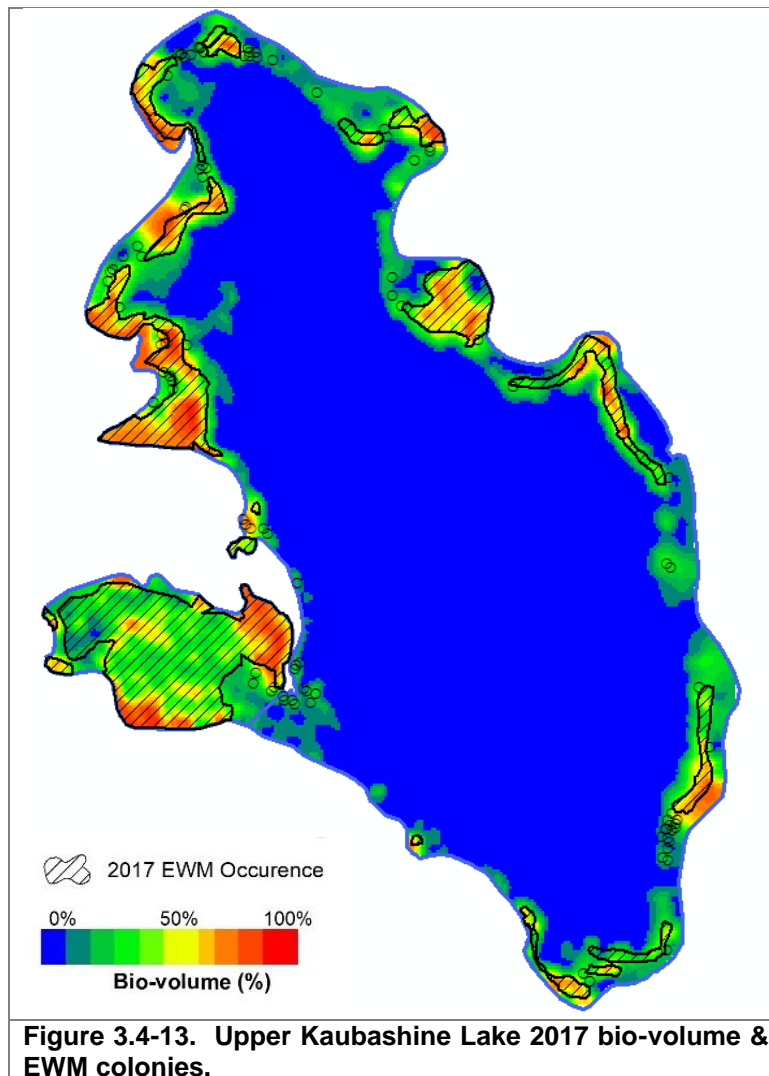 2017 EWM Occurence
0% 50% 100%
Bio-volume (%)
Figure 3.4-13. Upper Kaubashine Lake 2017 bio-volume &
EWM colonies.